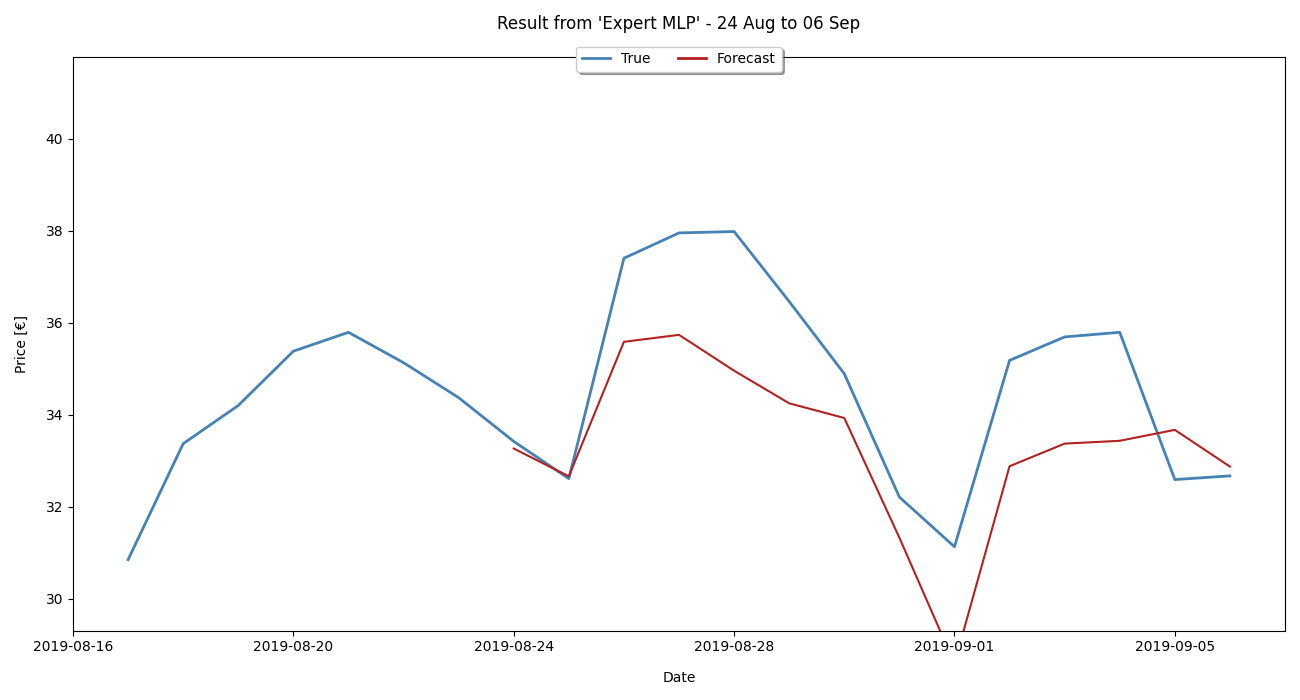 Result from 'Expert MLP' - 24 Aug to 06 Sep
True Forecast
40
38
36
34
32
30
Price [€]
2019-08-16 2019-08-20 2019-08-24 2019-08-28 2019-09-01 2019-09-05
Date